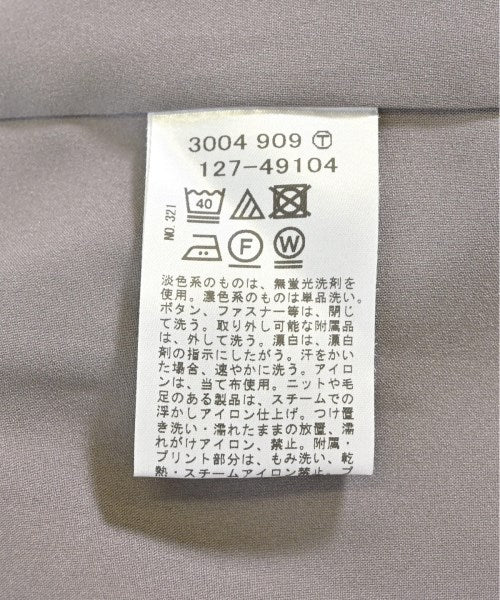 3004 909 Ⓣ
127-49104
NO.321
40
F W
淡色系のものは、無蛍光洗剤を
使用。濃色系のものは単品洗い。
ボタン、ファスナー等は、閉じ
て洗う。取り外し可能な附属品
は、外して洗う。漂白は、漂白
剤の指示にしたがう。汗をかい
た場合、速やかに洗う。アイロ
ンは、当て布使用。ニットや毛
足のある製品は、スチームでの
浮かしアイロン仕上げ。つけ置
き洗い・濡れたままの放置、濡
れがけアイロン、禁止。附属・
プリント部分は、もみ洗い、乾
熱・スチームアイロン禁止。プ